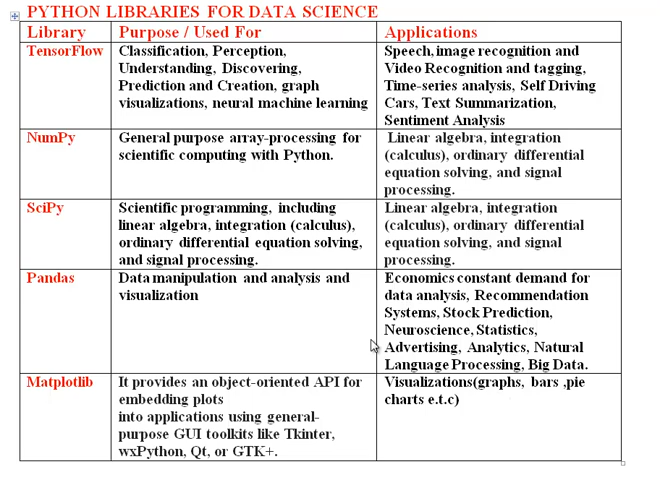 PYTHON LIBRARIES FOR DATA SCIENCE
Library
Purpose / Used For
Applications
TensorFlow
Classification, Perception,
Understanding, Discovering,
Prediction and Creation, graph
visualizations, neural machine learning
Speech, image recognition and
Video Recognition and tagging,
Time-series analysis, Self Driving
Cars, Text Summarization,
Sentiment Analysis
NumPy
General purpose array-processing for
scientific computing with Python.
Linear algebra, integration
(calculus), ordinary differential
equation solving, and signal
processing.
SciPy
Scientific programming, including
linear algebra, integration (calculus),
ordinary differential equation solving,
and signal processing.
Linear algebra, integration
(calculus), ordinary differential
equation solving, and signal
processing.
Pandas
Data manipulation and analysis and
visualization
Economics constant demand for
data analysis, Recommendation
Systems, Stock Prediction,
Neuroscience, Statistics,
Advertising, Analytics, Natural
Language Processing, Big Data.
Matplotlib
It provides an object-oriented API for
embedding plots
into applications using general-
purpose GUI toolkits like Tkinter,
wxPython, Qt, or GTK+.
Visualizations(graphs, bars ,pie
charts e.t.c)